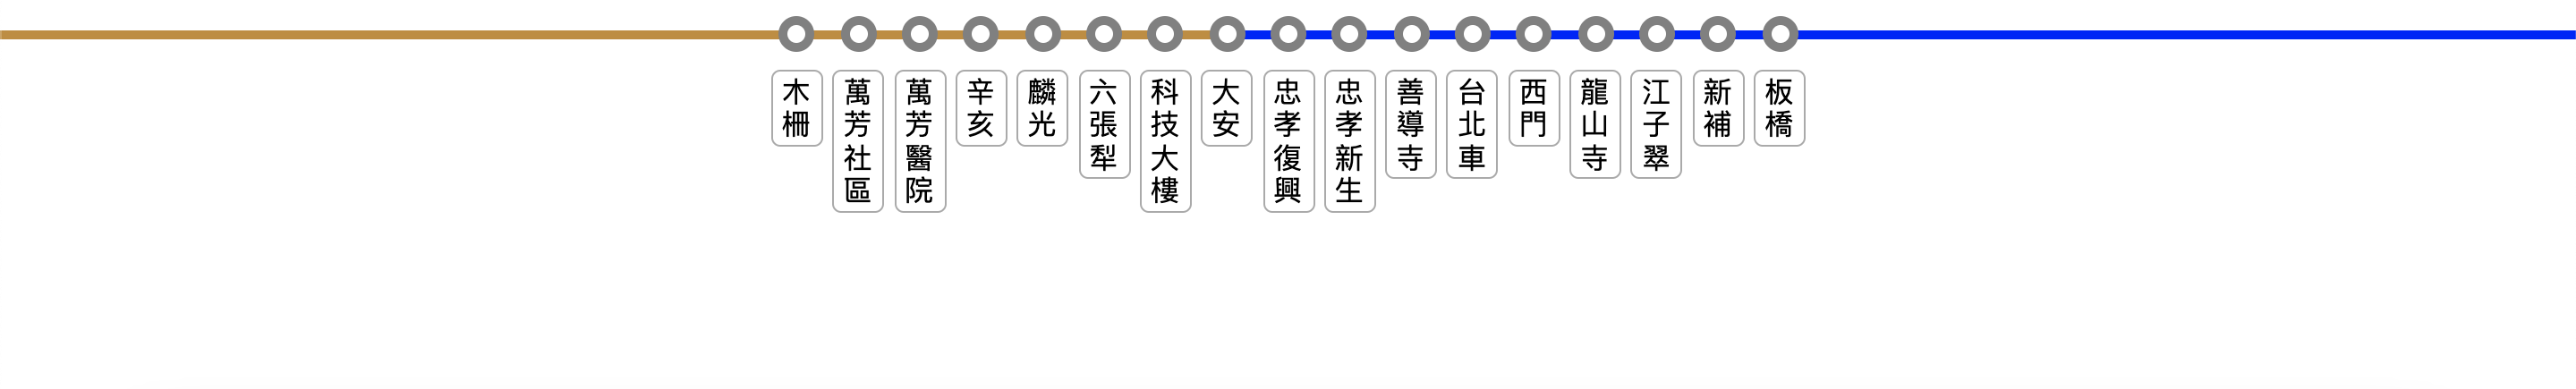 木柵
萬芳社區
萬芳醫院
辛亥
麟光
六張犁
科技大樓
大安
忠孝復興
忠孝新生
善導寺
台北車
西門
龍山寺
江子翠
新補
板橋